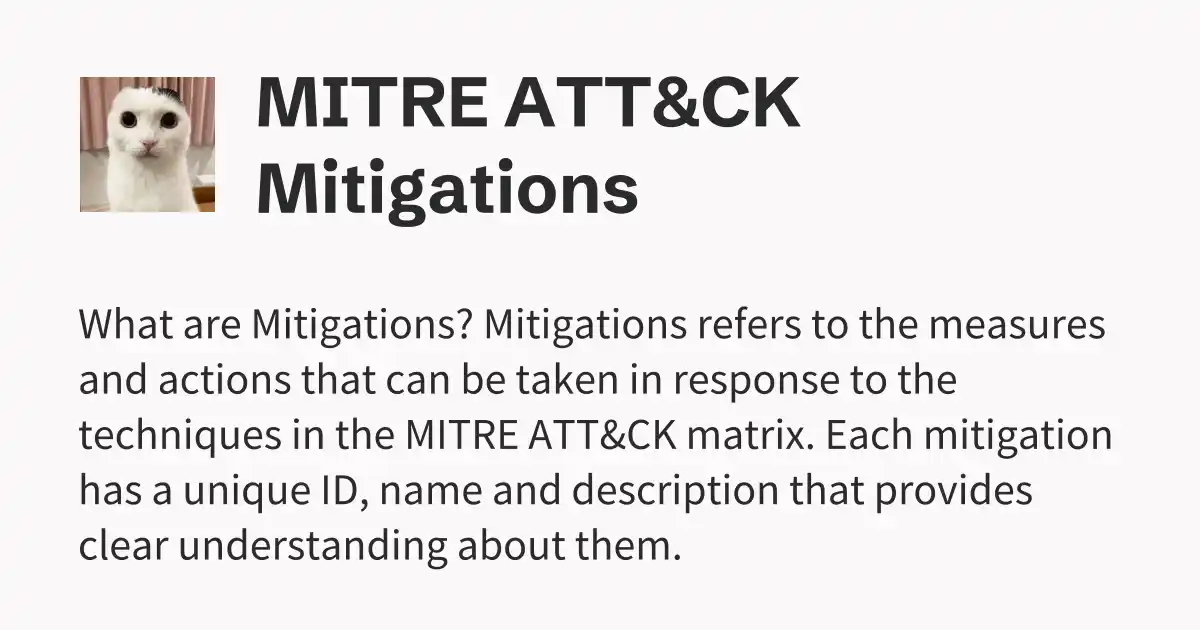 MITRE ATT&CK
Mitigations
What are Mitigations? Mitigations refers to the measures
and actions that can be taken in response to the
techniques in the MITRE ATT&CK matrix. Each mitigation
has a unique ID, name and description that provides
clear understanding about them.